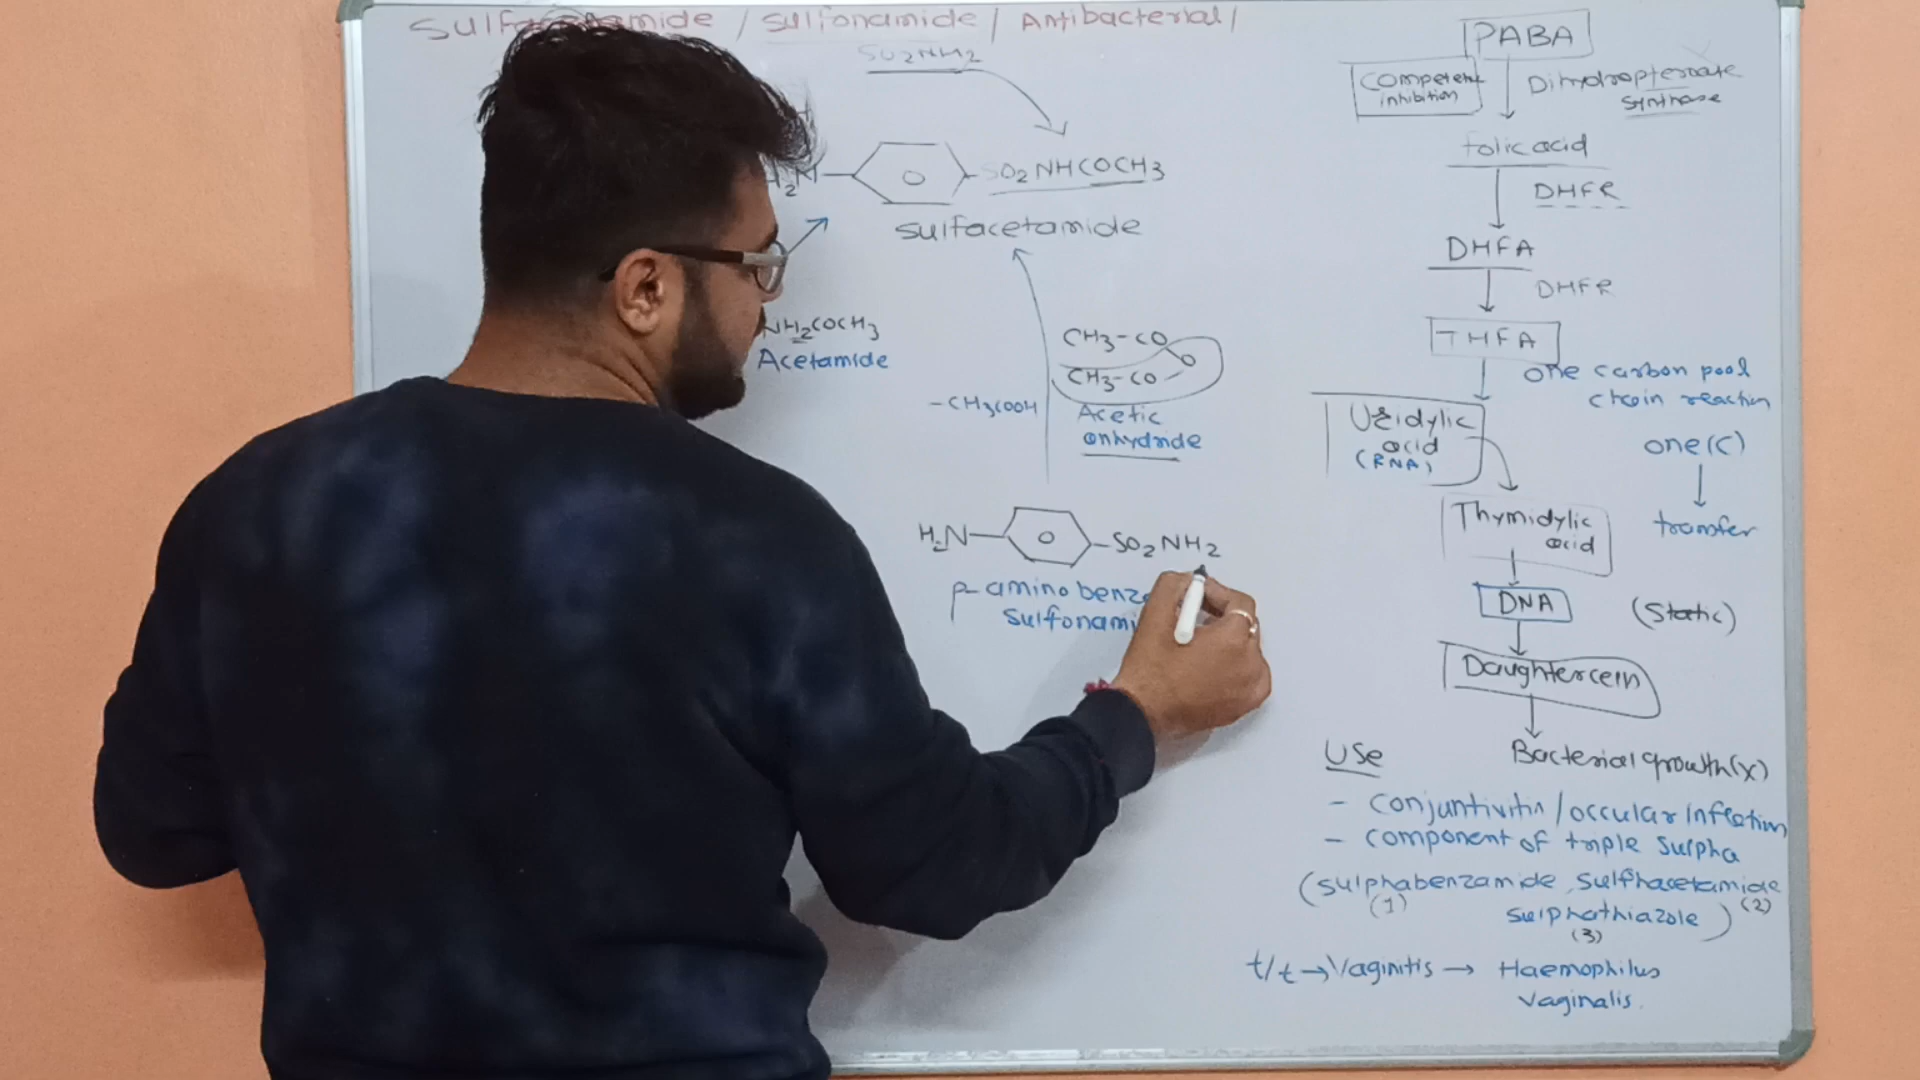 Sulfacetamide / sulfonamide / Antibacterial /
SO2NH2
H2N- -SO2NHCOCH3
sulfacetamide
NH2COCH3
Acetamide
CH3-CO
O
CH3-CO
-CH3COOH
Acetic
anhydride
H2N- -SO2NH2
p-amino benze
Sulfonami
PABA
Competetive
inhibition
Dihydropteroate
synthase
folic acid
DHFR
DHFA
DHFR
THFA
one carbon pool
chain reaction
Uridylic
acid
(RNA)
one (C)
transfer
Thymidylic
acid
DNA
(Static)
Daughter cell
Bacterial growth (x)
Use
- Conjuntivitis / occular infection
- component of triple sulpha
(sulphabenzamide, sulfhacetamide
(1) (2)
sulphathiazole)
(3)
t/t → Vaginitis → Haemophilus
vaginalis.